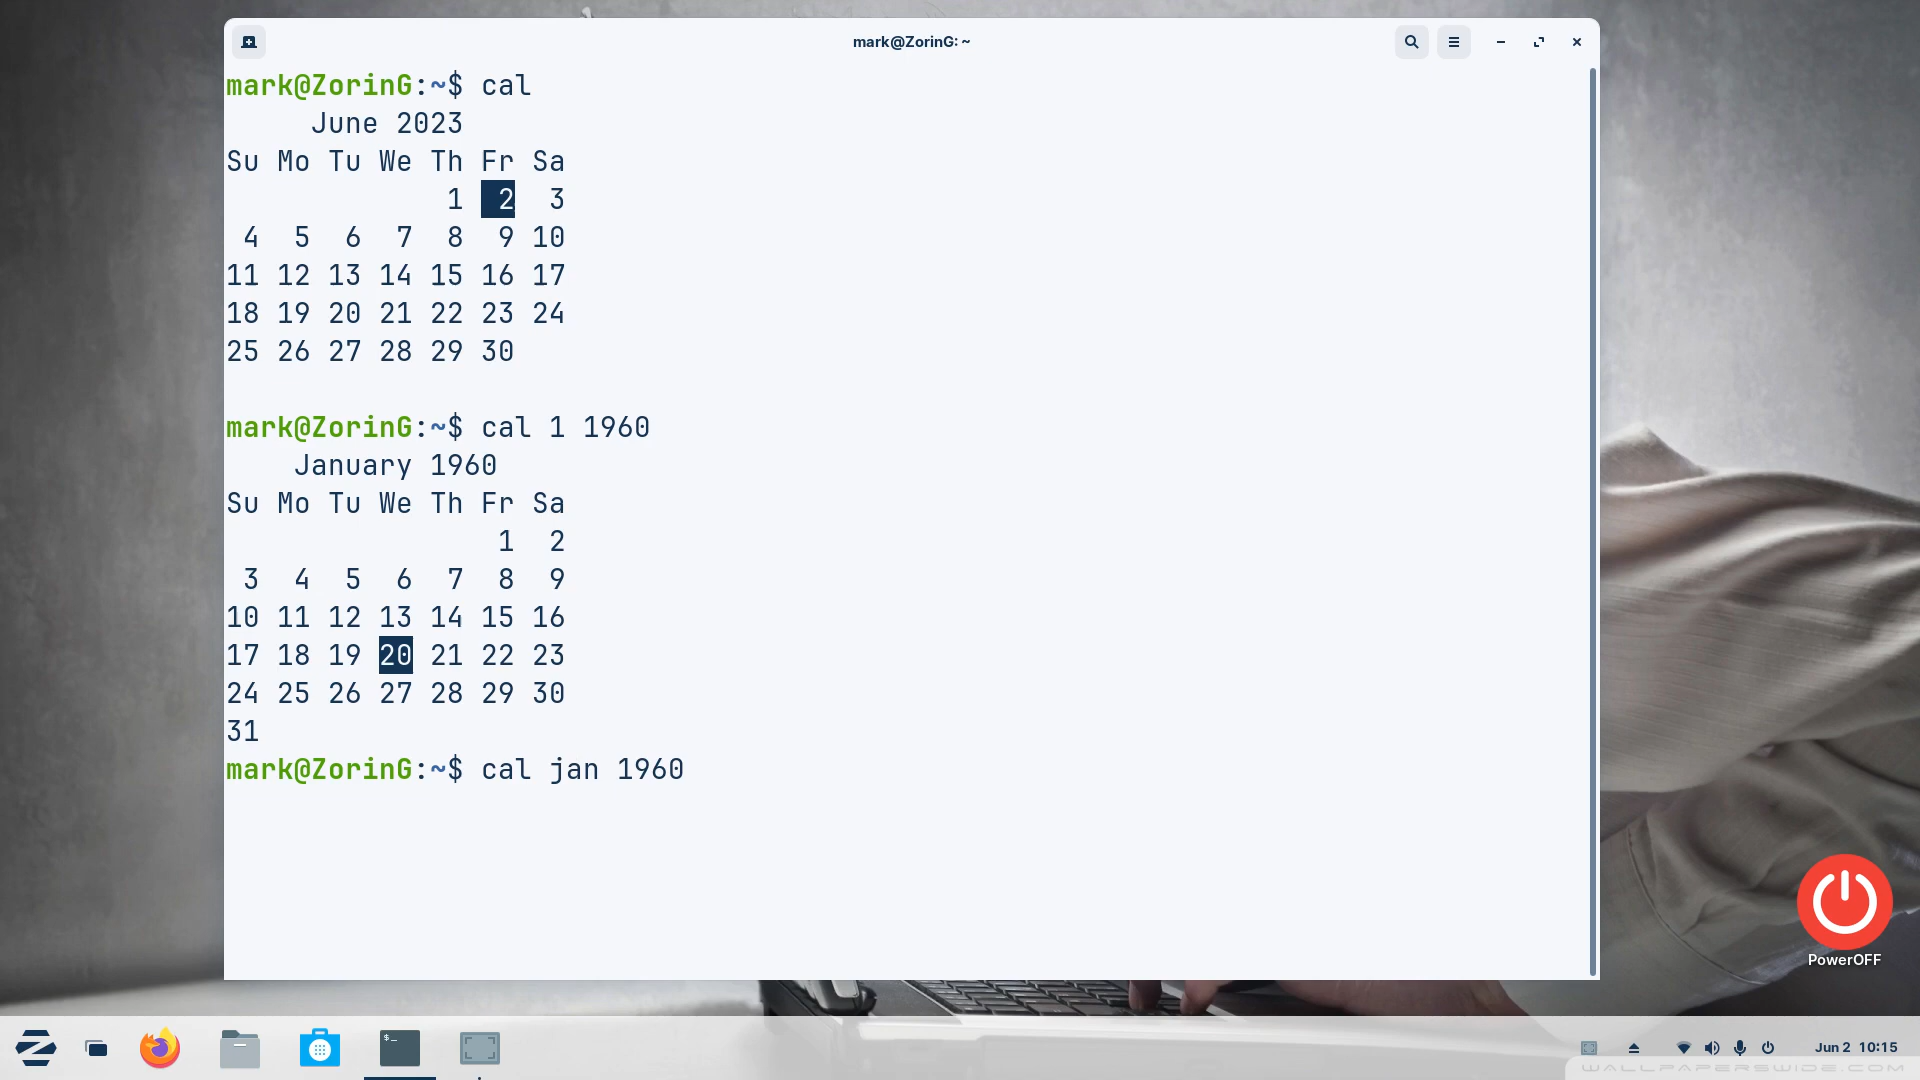 mark@ZorinG: ~
mark@ZorinG:~$ cal
June 2023
Su Mo Tu We Th Fr Sa
1 2 3
4 5 6 7 8 9 10
11 12 13 14 15 16 17
18 19 20 21 22 23 24
25 26 27 28 29 30
mark@ZorinG:~$ cal 1 1960
January 1960
Su Mo Tu We Th Fr Sa
1 2
3 4 5 6 7 8 9
10 11 12 13 14 15 16
17 18 19 20 21 22 23
24 25 26 27 28 29 30
31
mark@ZorinG:~$ cal jan 1960
PowerOFF
$_
Jun 2 10:15
WALLPAPERSWIDE.COM